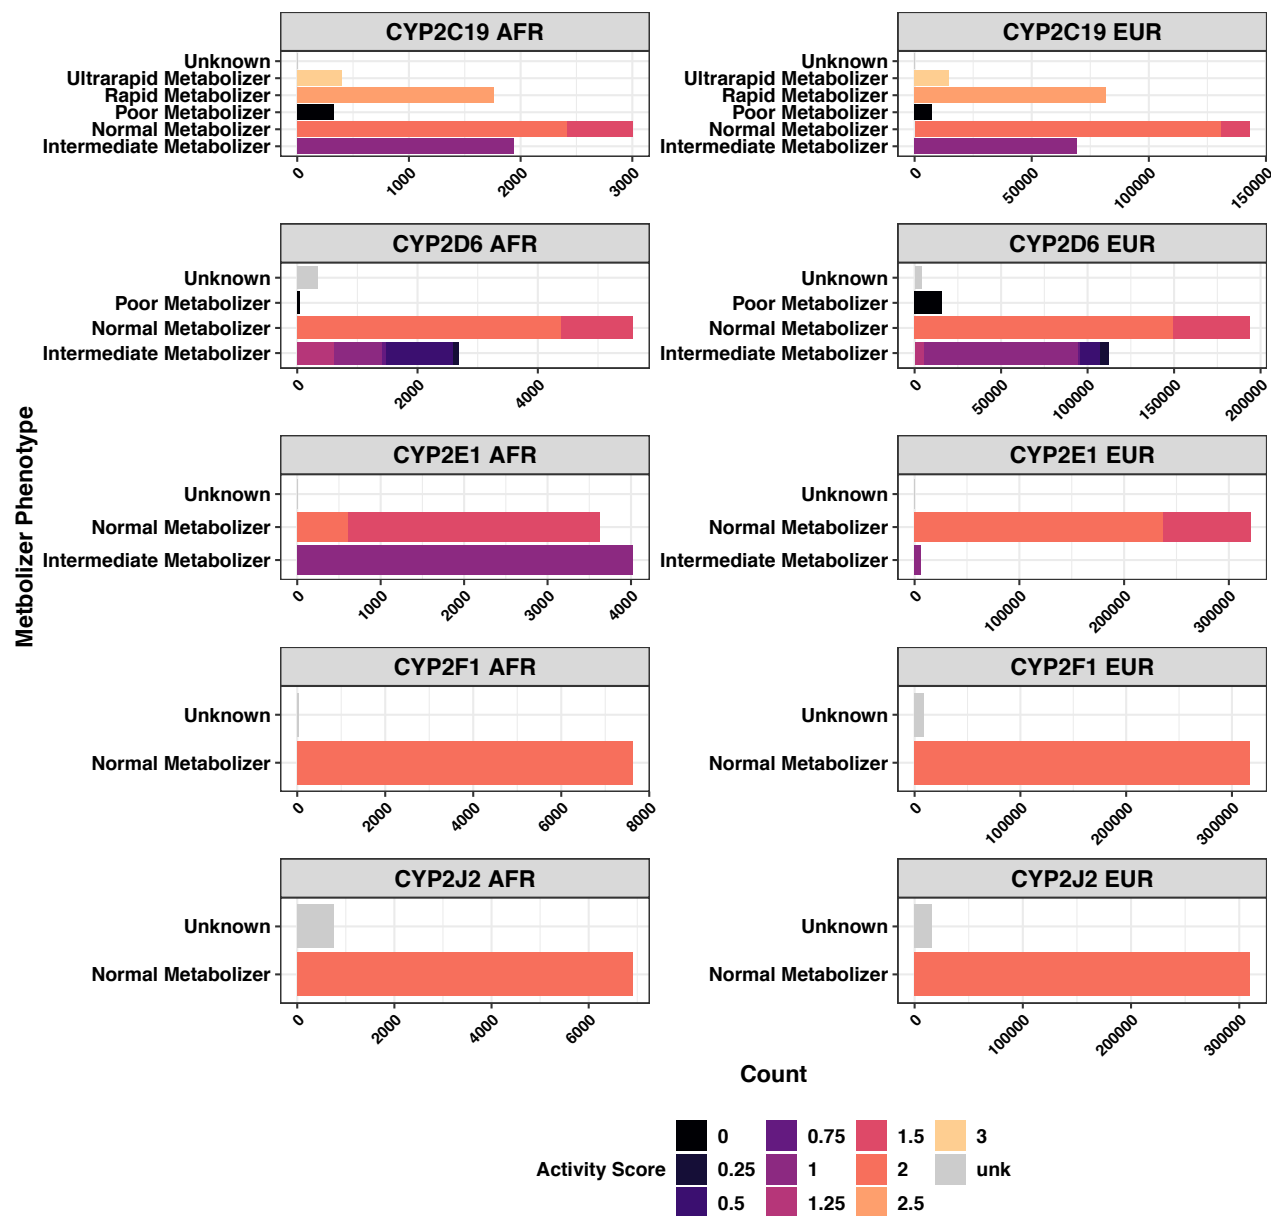 CYP2C19 AFR
Unknown
Ultrarapid Metabolizer
Rapid Metabolizer
Poor Metabolizer
Normal Metabolizer
Intermediate Metabolizer
0 1000 2000 3000
CYP2C19 EUR
Unknown
Ultrarapid Metabolizer
Rapid Metabolizer
Poor Metabolizer
Normal Metabolizer
Intermediate Metabolizer
0 50000 100000 150000
CYP2D6 AFR
Unknown
Poor Metabolizer
Normal Metabolizer
Intermediate Metabolizer
0 2000 4000
CYP2D6 EUR
Unknown
Poor Metabolizer
Normal Metabolizer
Intermediate Metabolizer
0 50000 100000 150000 200000
Metbolizer Phenotype
CYP2E1 AFR
Unknown
Normal Metabolizer
Intermediate Metabolizer
0 1000 2000 3000 4000
CYP2E1 EUR
Unknown
Normal Metabolizer
Intermediate Metabolizer
0 100000 200000 300000
CYP2F1 AFR
Unknown
Normal Metabolizer
0 2000 4000 6000 8000
CYP2F1 EUR
Unknown
Normal Metabolizer
0 100000 200000 300000
CYP2J2 AFR
Unknown
Normal Metabolizer
0 2000 4000 6000
CYP2J2 EUR
Unknown
Normal Metabolizer
0 100000 200000 300000
Count
Activity Score
0 0.75 1.5 3
0.25 1 2 unk
0.5 1.25 2.5